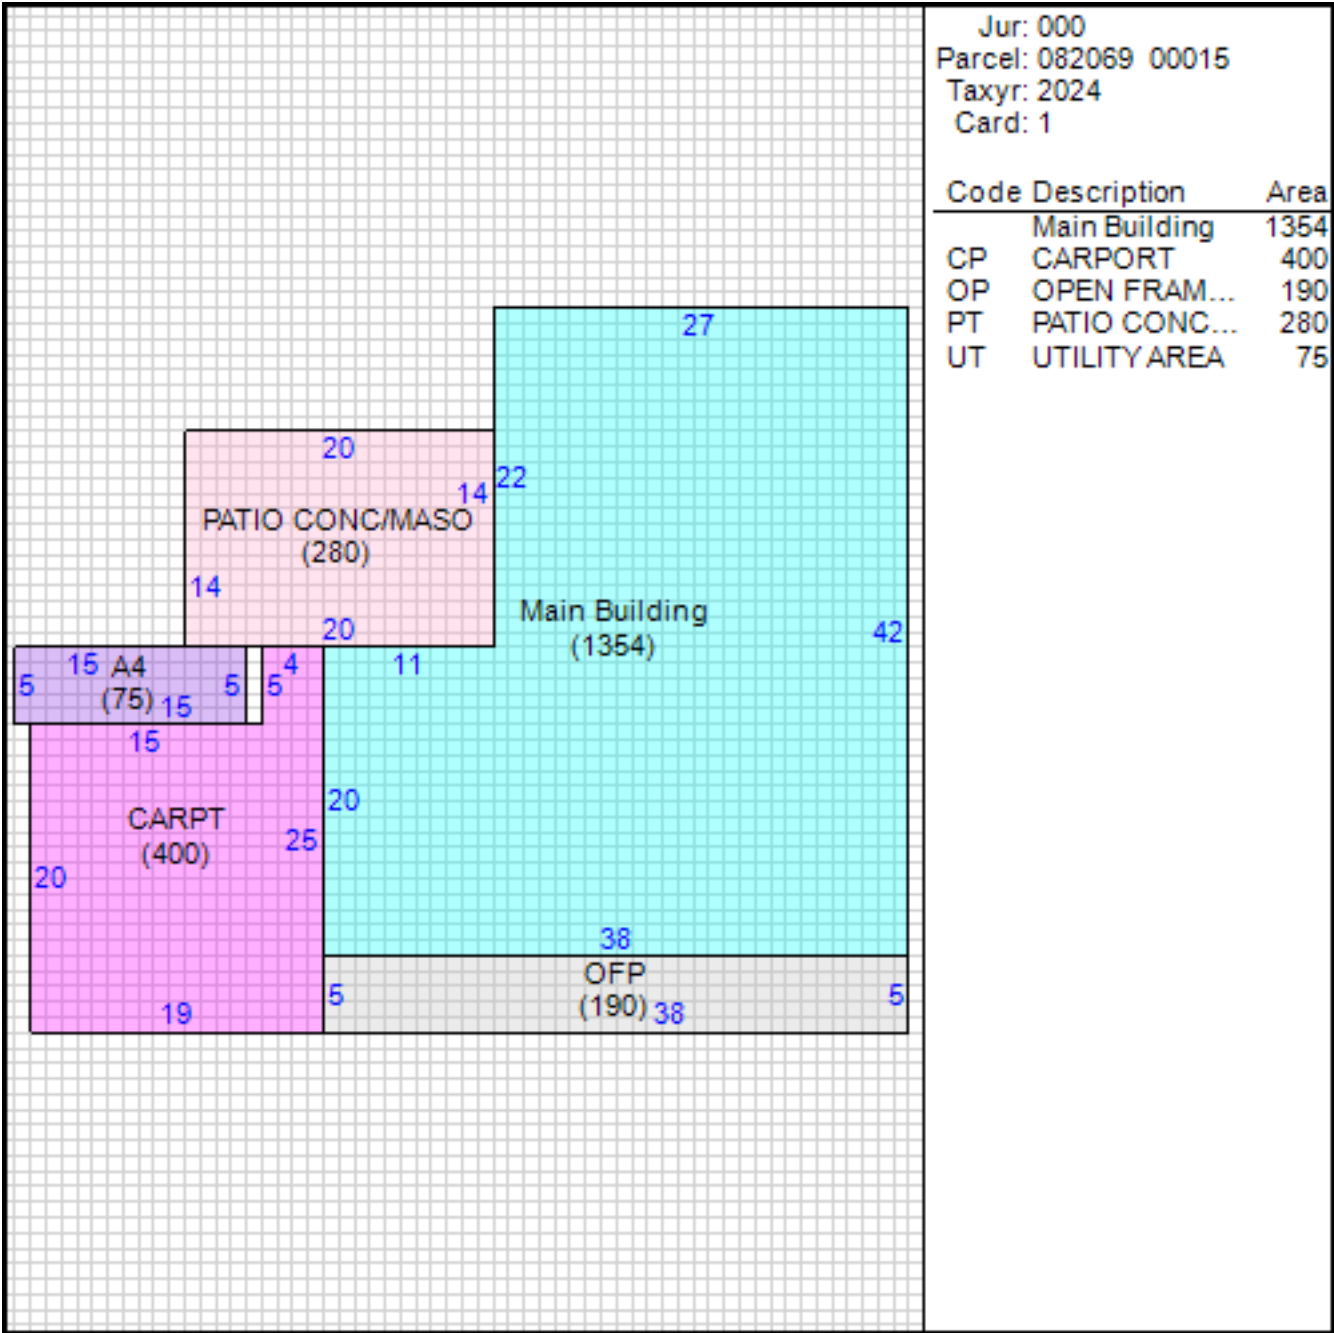 Jur: 000
Parcel: 082069 00015
Taxyr: 2024
Card: 1
Code Description Area
Main Building 1354
CP CARPORT 400
OP OPEN FRAM... 190
PT PATIO CONC... 280
UT UTILITY AREA 75
27
20
22
14
PATIO CONC/MASO
(280)
14
20
Main Building
(1354)
42
15 A4
4
11
5
(75)
15
5
5
15
20
CARPT
(400)
25
20
38
OFP
(190)
38
5
5
19